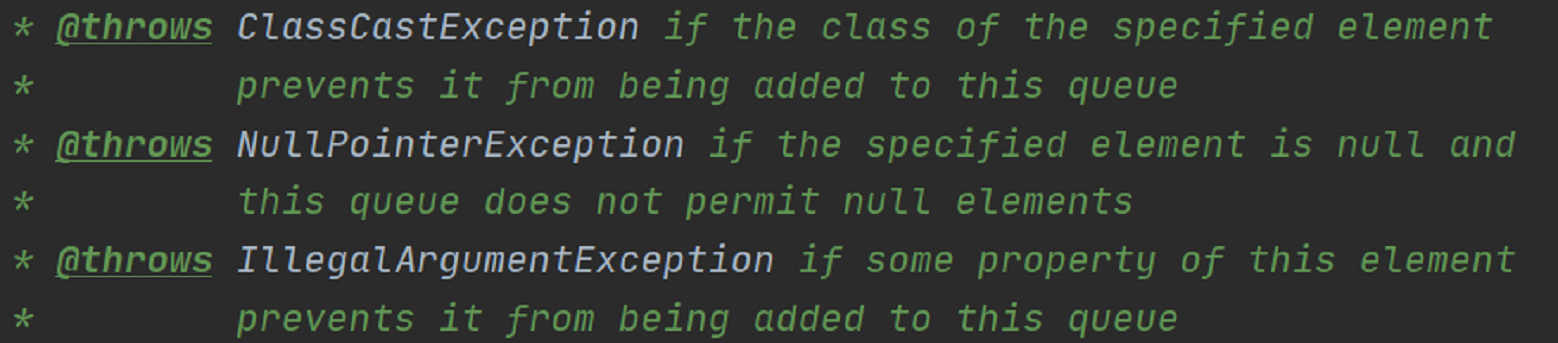 * @throws ClassCastException if the class of the specified element
*         prevents it from being added to this queue
* @throws NullPointerException if the specified element is null and
*         this queue does not permit null elements
* @throws IllegalArgumentException if some property of this element
*         prevents it from being added to this queue